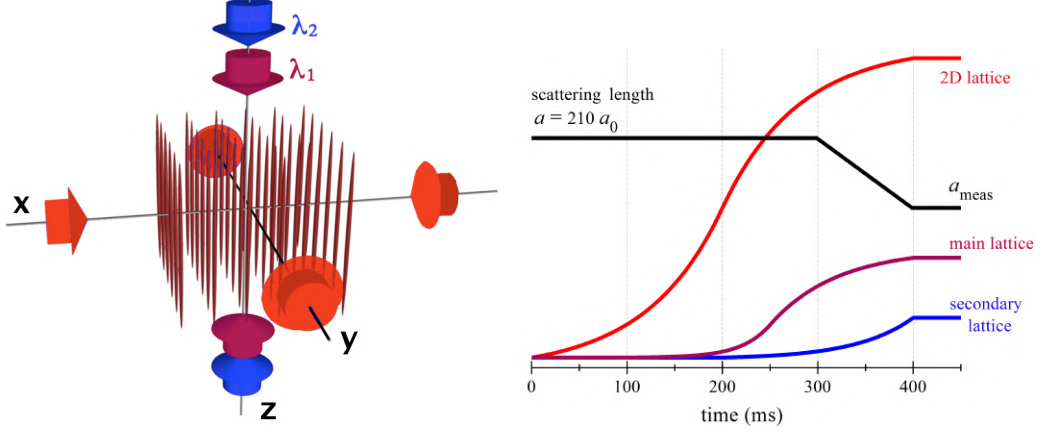 λ2
λ1
x
y
z
scattering length
a = 210 a0
2D lattice
ameas
main lattice
secondary
lattice
0
100
200
300
400
time (ms)